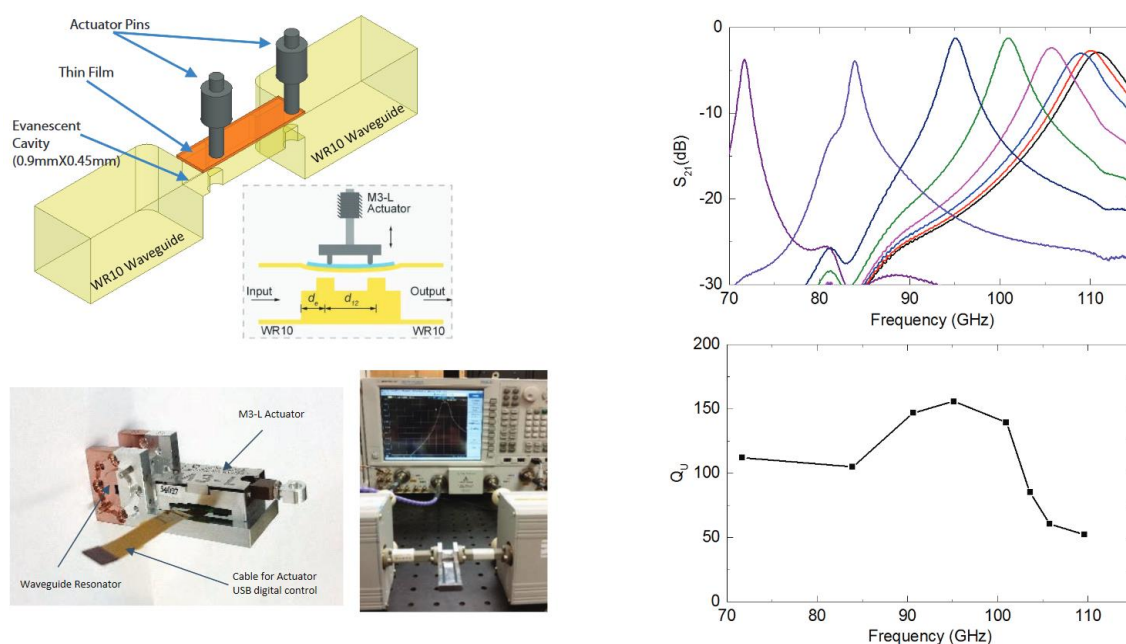 Actuator Pins
Thin Film
Evanescent
Cavity
(0.9mmX0.45mm)
WR10 Waveguide
WR10 Waveguide
M3-L
Actuator
Input
d_e
d_12
Output
WR10
WR10
M3-L Actuator
M3-L
Waveguide Resonator
Cable for Actuator
USB digital control
S21(dB)
0
-10
-20
-30
70
80
90
100
110
Frequency (GHz)
Q_U
200
150
100
50
0
70
80
90
100
110
Frequency (GHz)